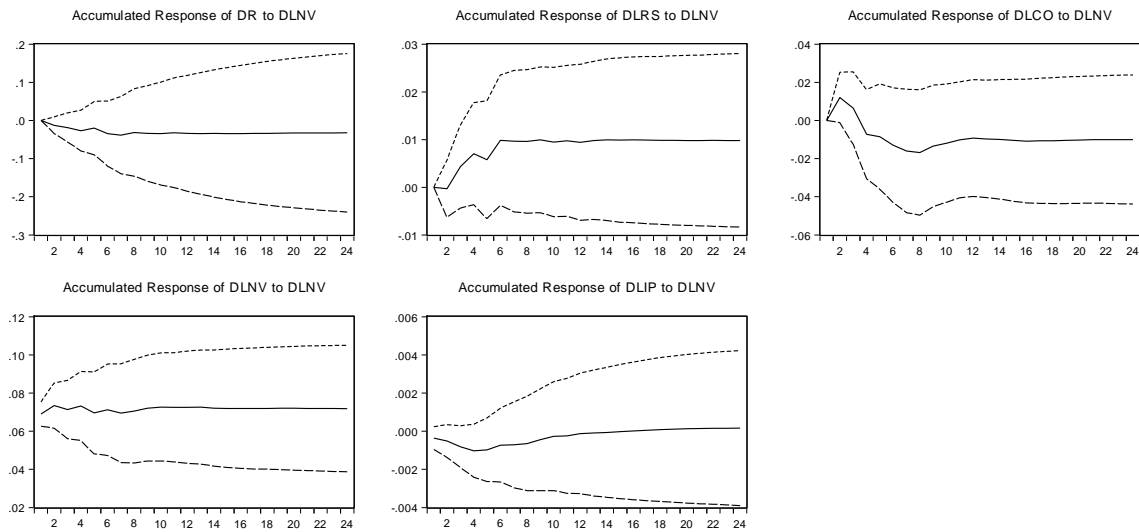 Accumulated Response of DR to DLNV
.2
.1
.0
-.1
-.2
-.3
2 4 6 8 10 12 14 16 18 20 22 24
Accumulated Response of DLRS to DLNV
.03
.02
.01
.00
-.01
2 4 6 8 10 12 14 16 18 20 22 24
Accumulated Response of DLCO to DLNV
.04
.02
.00
-.02
-.04
-.06
2 4 6 8 10 12 14 16 18 20 22 24
Accumulated Response of DLNV to DLNV
.12
.10
.08
.06
.04
.02
2 4 6 8 10 12 14 16 18 20 22 24
Accumulated Response of DLIP to DLNV
.006
.004
.002
.000
-.002
-.004
2 4 6 8 10 12 14 16 18 20 22 24